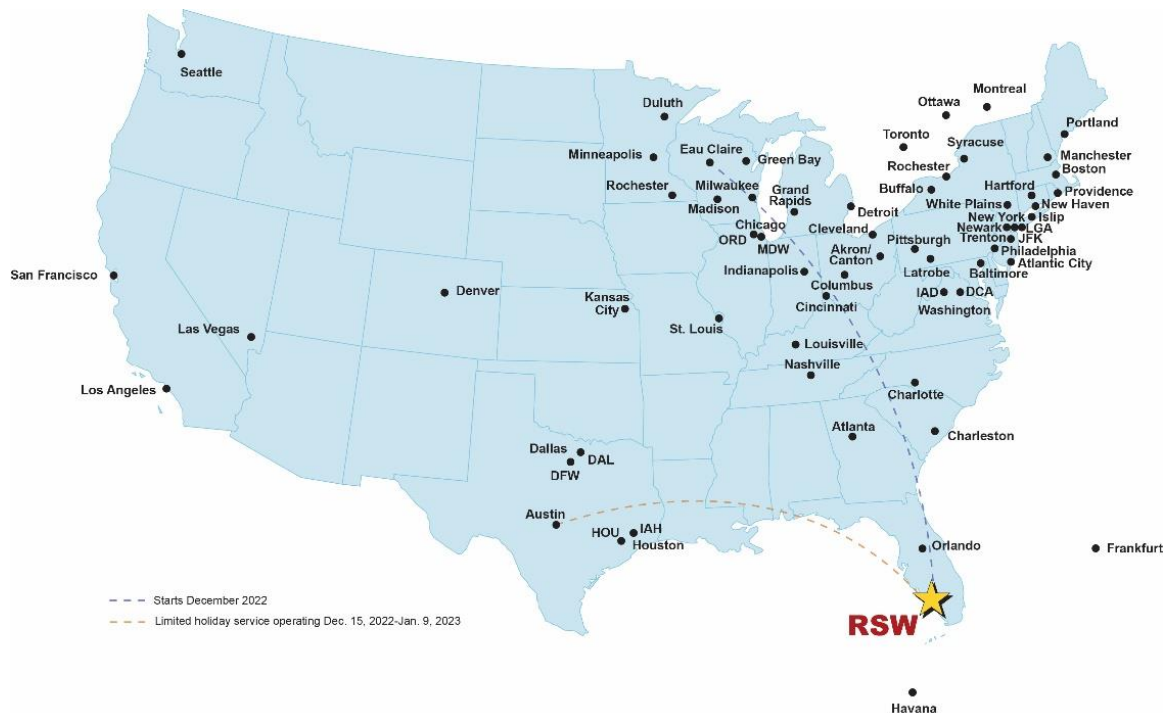 Seattle
Duluth
Minneapolis
Eau Claire
Green Bay
Rochester
Milwaukee
Madison
Grand
Rapids
Chicago
ORD
MDW
Detroit
Cleveland
Akron/
Canton
Indianapolis
Columbus
Cincinnati
Montreal
Ottawa
Toronto
Syracuse
Portland
Rochester
Manchester
Boston
Buffalo
Hartford
Providence
White Plains
New Haven
New York
Islip
Newark
LGA
Trenton
JFK
Pittsburgh
Philadelphia
Latrobe
Baltimore
Atlantic City
IAD
DCA
Washington
San Francisco
Denver
Kansas
City
Las Vegas
St. Louis
Louisville
Nashville
Los Angeles
Charlotte
Atlanta
Charleston
Dallas
DAL
DFW
Austin
HOU
IAH
Houston
Orlando
Frankfurt
Starts December 2022
Limited holiday service operating Dec. 15, 2022-Jan. 9, 2023
RSW
Havana